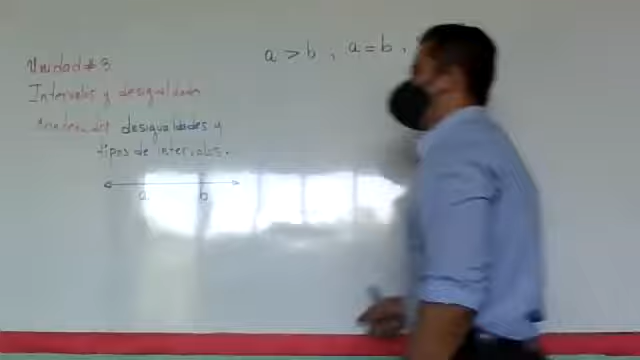 Unidad #3
Intervalos y desigualdades
desigualdades y
tipos de intervalos.
a > b , a = b ,
a b